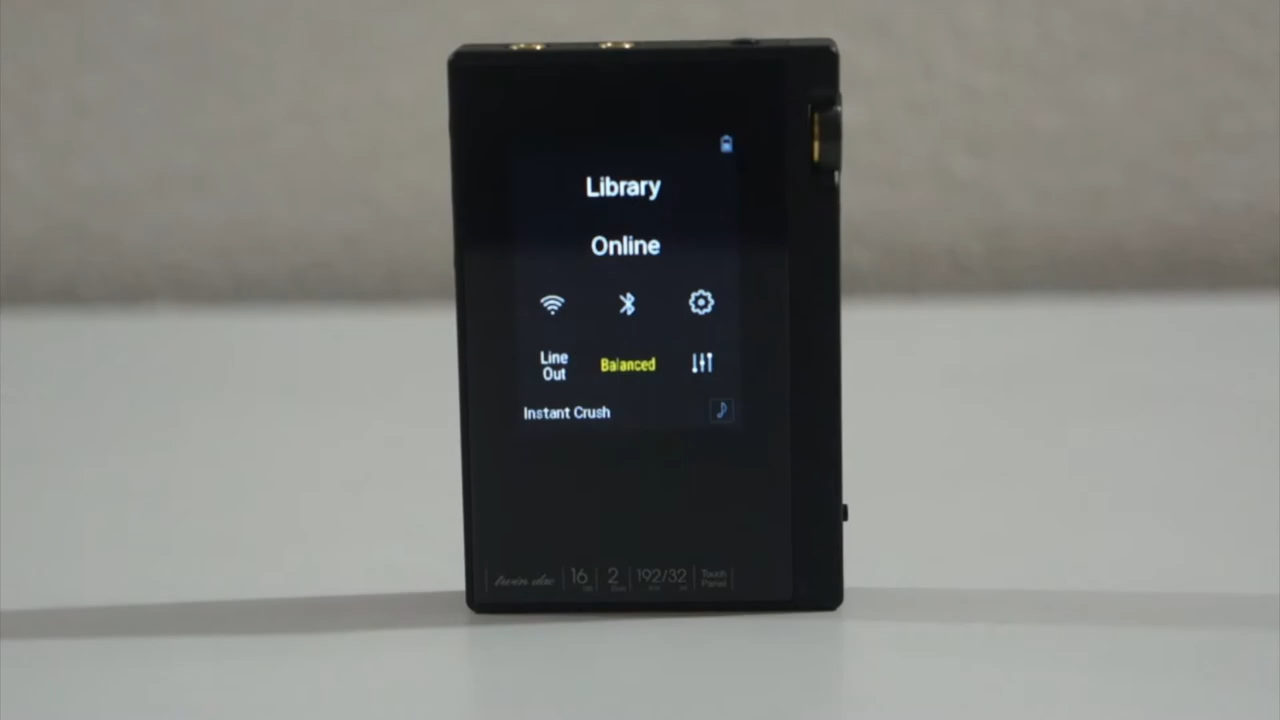 Library
Online
Line
Out
Balanced
Instant Crush
twin dac
16
2
192/32
Touch
Panel